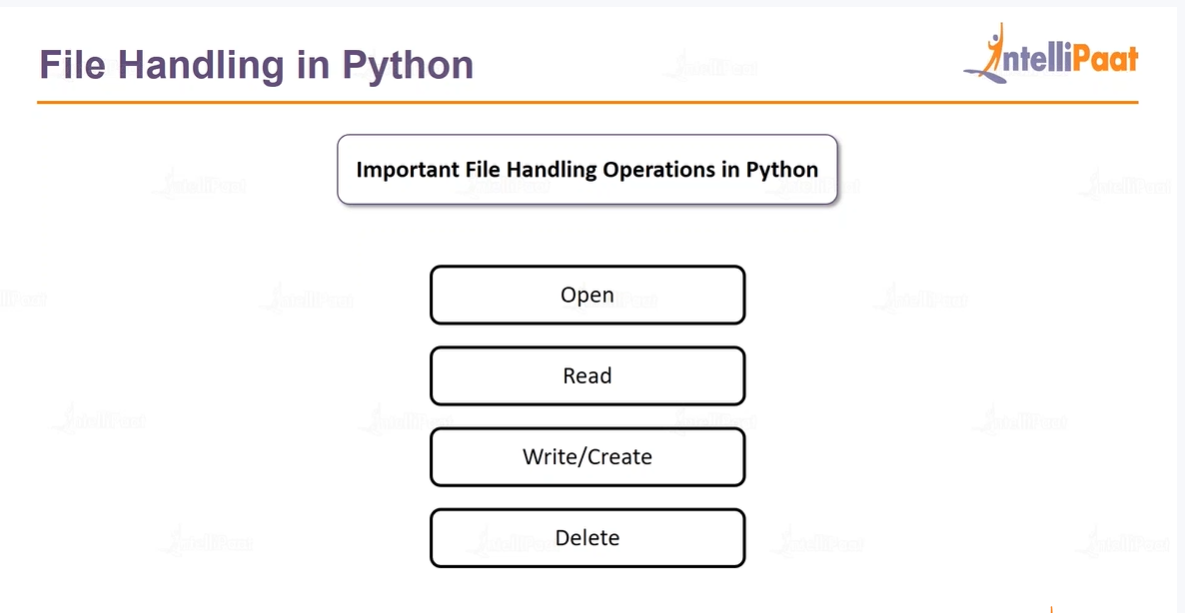 File Handling in Python
IntelliPaat
Important File Handling Operations in Python
Open
Read
Write/Create
Delete